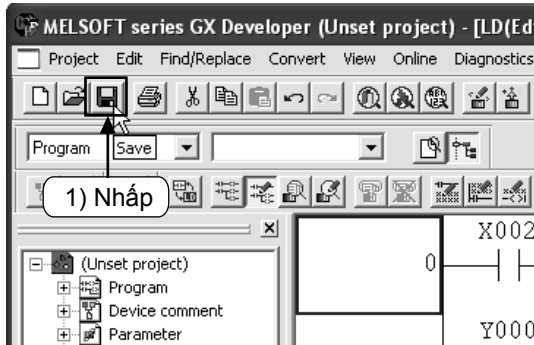 MELSOFT series GX Developer (Unset project) - [LD(Ed
Project Edit Find/Replace Convert View Online Diagnostics
Program Save
1) Nhấp
(Unset project)
Program
Device comment
Parameter
X002
0
Y000